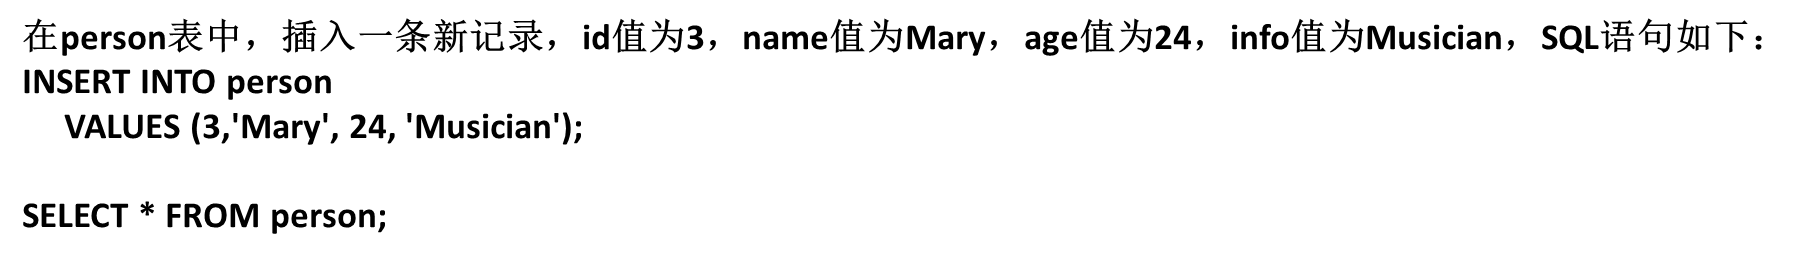 在person表中，插入一条新记录，id值为3，name值为Mary，age值为24，info值为Musician，SQL语句如下：
INSERT INTO person
VALUES (3,'Mary', 24, 'Musician');
SELECT * FROM person;